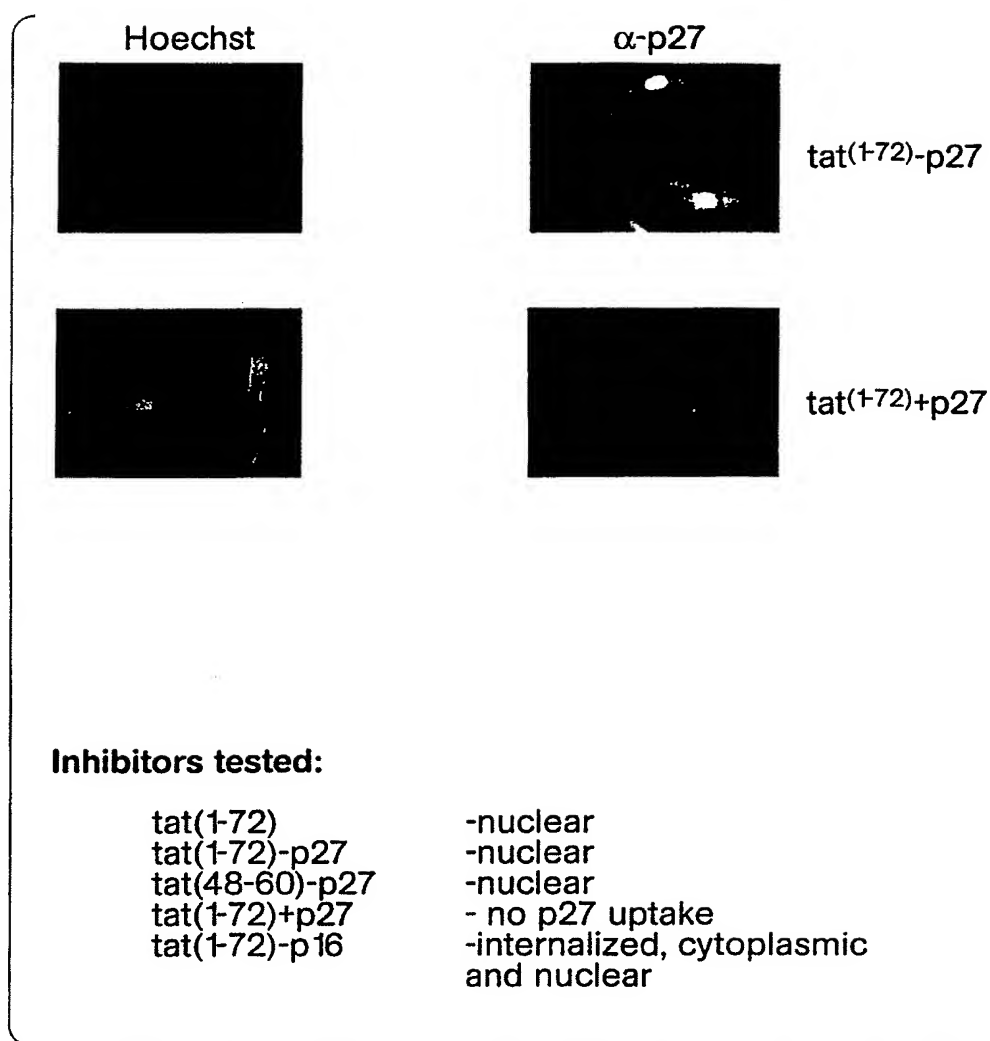 Hoechst α-p27
tat(1-72)-p27
tat(1-72)+p27
Inhibitors tested:
tat(1-72) -nuclear
tat(1-72)-p27 -nuclear
tat(48-60)-p27 -nuclear
tat(1-72)+p27 - no p27 uptake
tat(1-72)-p16 -internalized, cytoplasmic
and nuclear